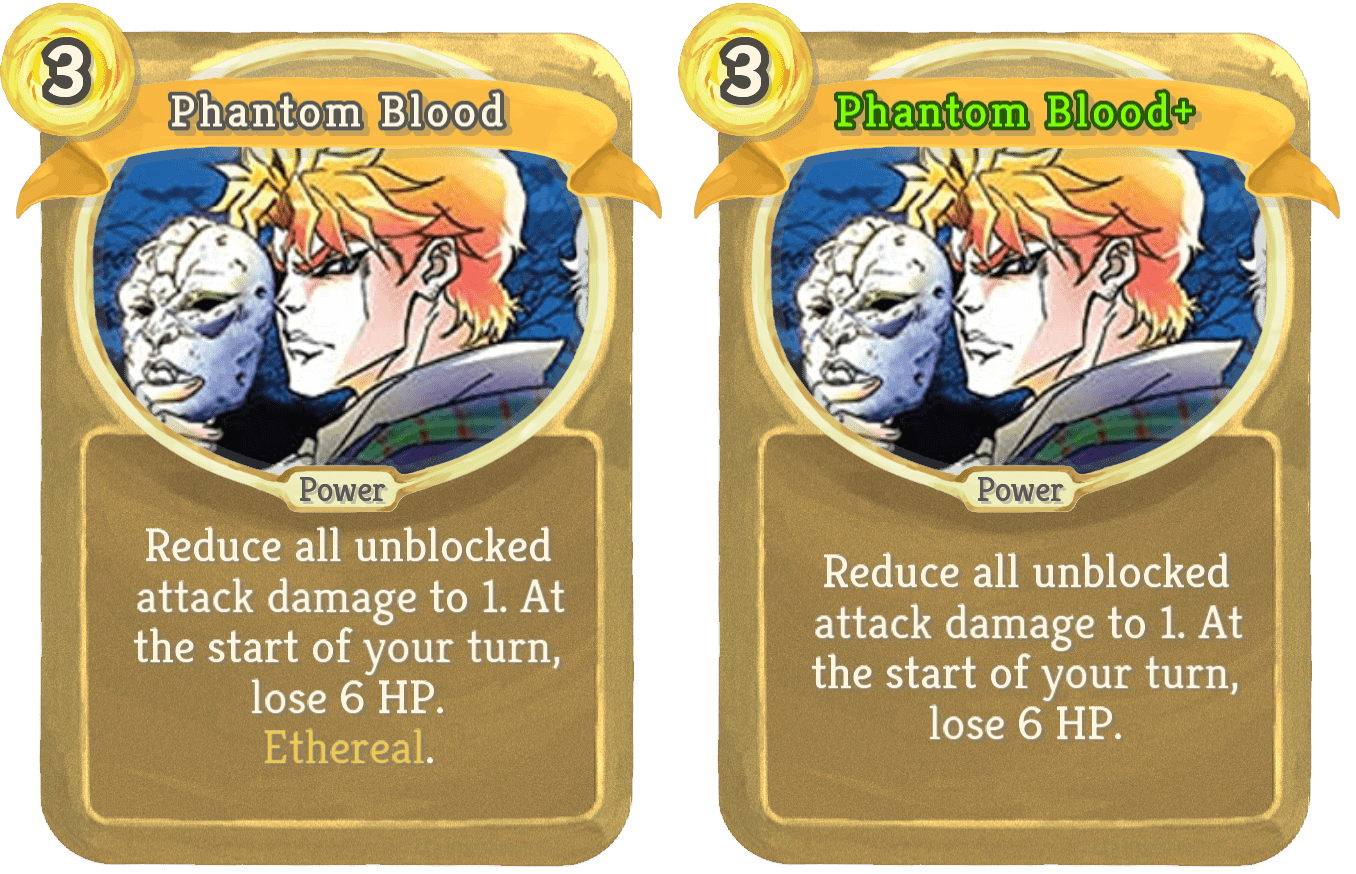 3
Phantom Blood
Power
Reduce all unblocked
attack damage to 1. At
the start of your turn,
lose 6 HP.
Ethereal.
3
Phantom Blood+
Power
Reduce all unblocked
attack damage to 1. At
the start of your turn,
lose 6 HP.